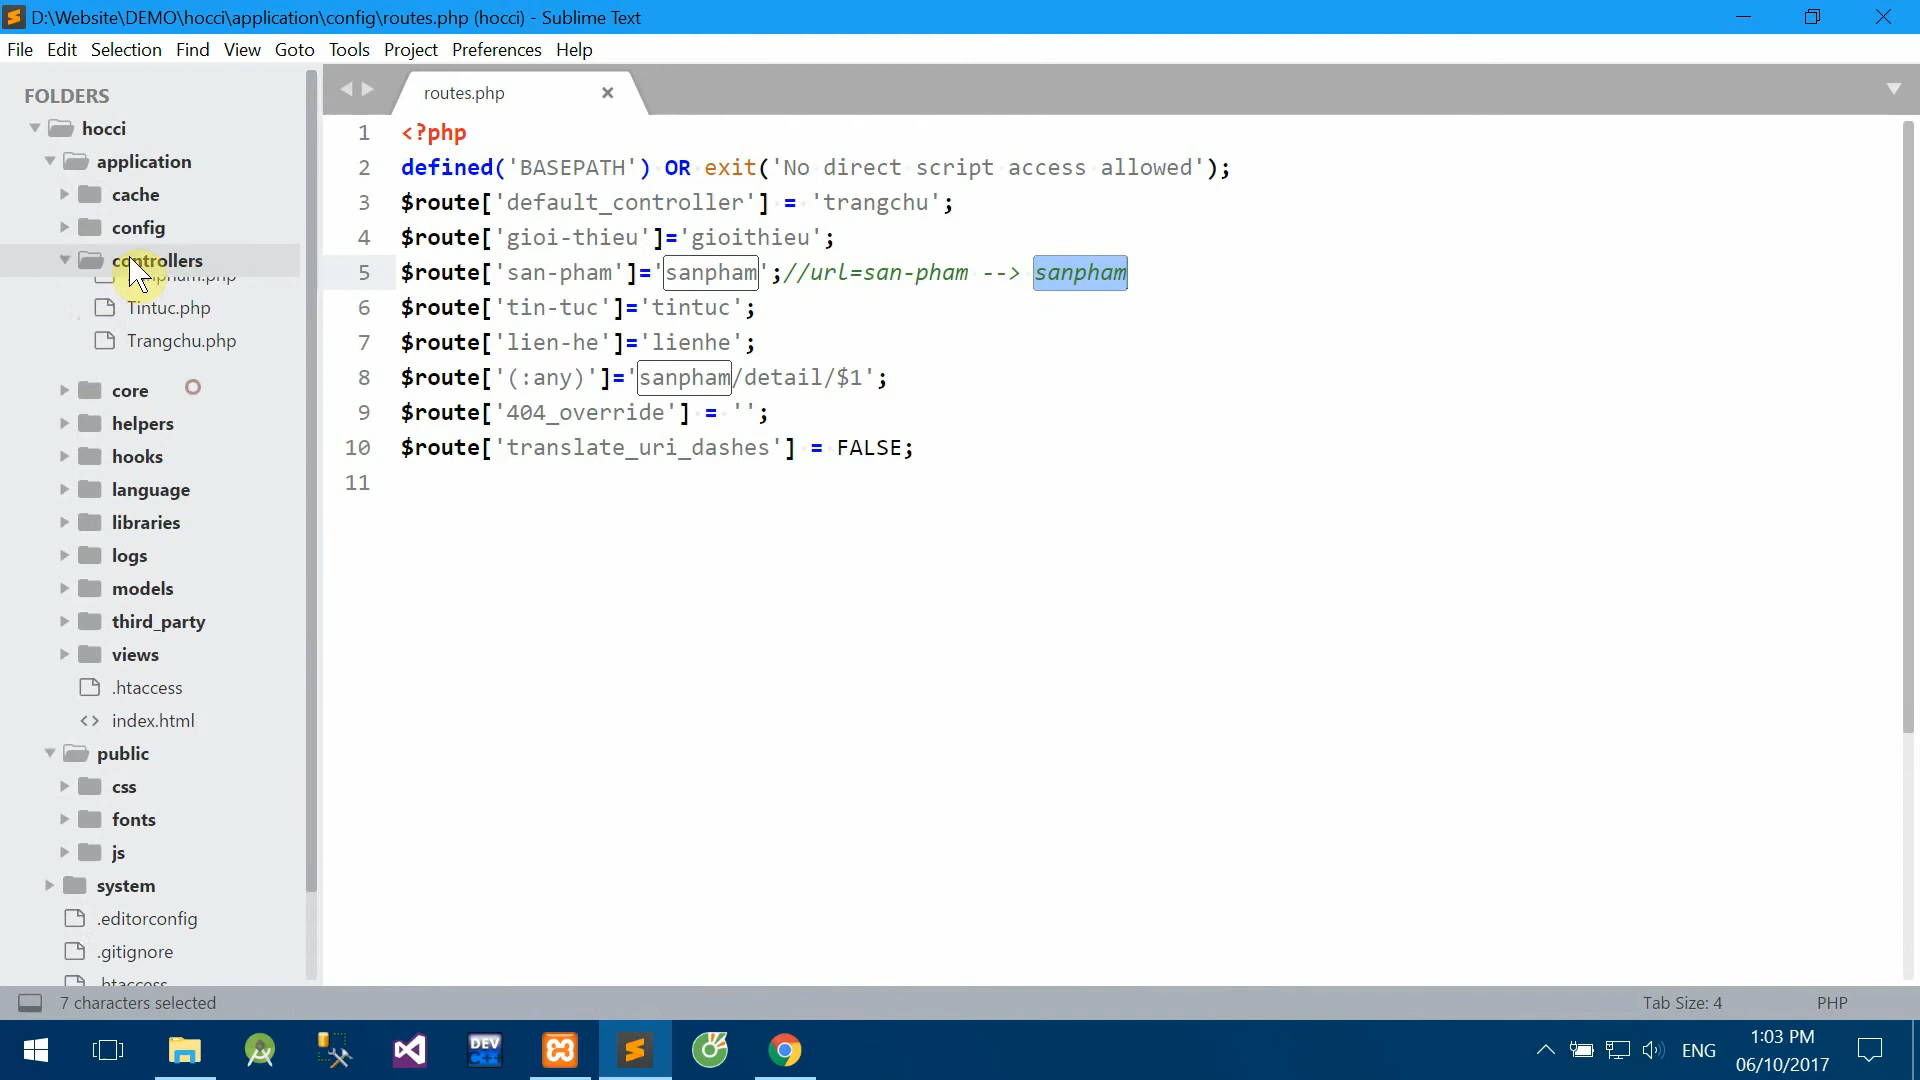 D:\Website\DEMO\hocci\application\config\routes.php (hocci) - Sublime Text
File Edit Selection Find View Goto Tools Project Preferences Help
FOLDERS
hocci
application
cache
config
controllers
Tintuc.php
Trangchu.php
core
helpers
hooks
language
libraries
logs
models
third_party
views
.htaccess
index.html
public
css
fonts
js
system
.editorconfig
.gitignore
.htaccess
routes.php
1 <?php
2 defined('BASEPATH') OR exit('No direct script access allowed');
3 $route['default_controller'] = 'trangchu';
4 $route['gioi-thieu']='gioithieu';
5 $route['san-pham']='sanpham';//url=san-pham --> sanpham
6 $route['tin-tuc']='tintuc';
7 $route['lien-he']='lienhe';
8 $route['(:any)']='sanpham/detail/$1';
9 $route['404_override'] = '';
10 $route['translate_uri_dashes'] = FALSE;
11
7 characters selected
Tab Size: 4
PHP
DEV
C++
ENG
1:03 PM
06/10/2017